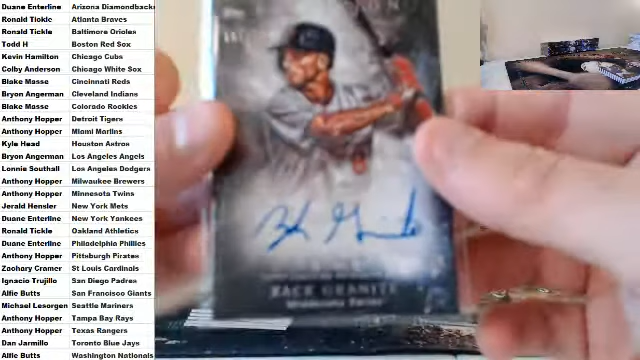 Duane Enterline Arizona Diamondbacks
Ronald Tickle Atlanta Braves
Ronald Tickle Baltimore Orioles
Todd H Boston Red Sox
Kevin Hamilton Chicago Cubs
Colby Anderson Chicago White Sox
Blake Masse Cincinnati Reds
Bryon Angerman Cleveland Indians
Blake Masse Colorado Rookies
Anthony Hopper Detroit Tigers
Anthony Hopper Miami Marlins
Kyle Head Houston Astros
Bryon Angerman Los Angeles Angels
Lonnie Southall Los Angeles Dodgers
Anthony Hopper Milwaukee Brewers
Anthony Hopper Minnesota Twins
Jerald Hensler New York Mets
Duane Enterline New York Yankees
Ronald Tickle Oakland Athletics
Duane Enterline Philadelphia Phillies
Anthony Hopper Pittsburgh Pirates
Zachary Cramer St Louis Cardinals
Ignacio Trujillo San Diego Padres
Alfie Butts San Francisco Giants
Michael Lesorgen Seattle Mariners
Anthony Hopper Tampa Bay Rays
Anthony Hopper Texas Rangers
Dan Jarmillo Toronto Blue Jays
Alfie Butts Washington Nationals
ZACK GRANITE
Minnesota Twins